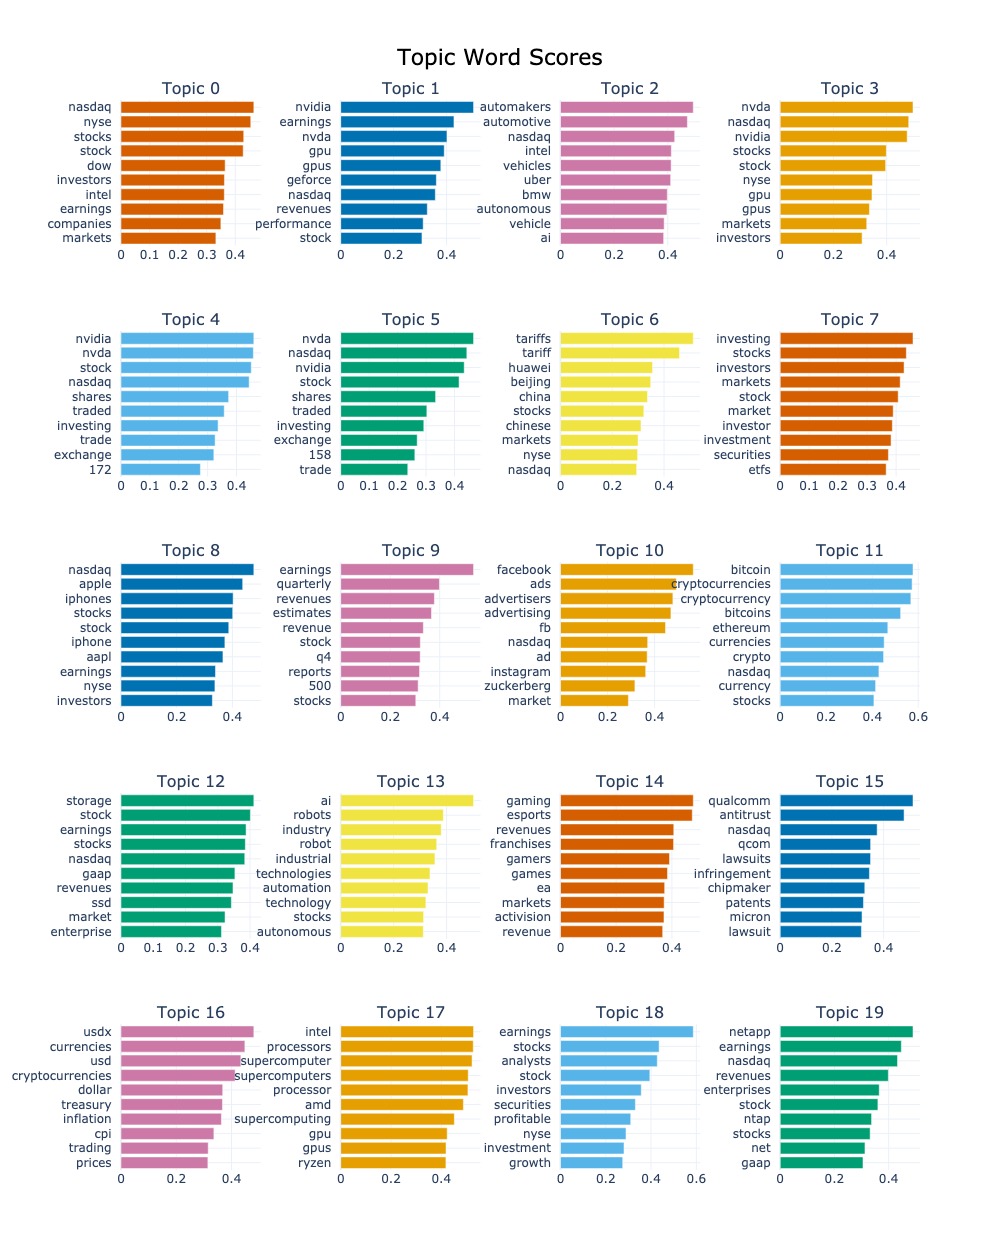 Topic Word Scores
Topic 0
nasdaq
nyse
stocks
stock
dow
investors
intel
earnings
companies
markets
0 0.1 0.2 0.3 0.4
Topic 1
nvidia
earnings
nvda
gpu
gpus
geforce
nasdaq
revenues
performance
stock
0 0.2 0.4
Topic 2
automakers
automotive
nasdaq
intel
vehicles
uber
bmw
autonomous
vehicle
ai
0 0.2 0.4
Topic 3
nvda
nasdaq
nvidia
stocks
stock
nyse
gpu
gpus
markets
investors
0 0.2 0.4
Topic 4
nvidia
nvda
stock
nasdaq
shares
traded
investing
trade
exchange
172
0 0.1 0.2 0.3 0.4
Topic 5
nvda
nasdaq
nvidia
stock
shares
traded
investing
exchange
158
trade
0 0.1 0.2 0.3 0.4
Topic 6
tariffs
tariff
huawei
beijing
china
stocks
chinese
markets
nyse
nasdaq
0 0.2 0.4
Topic 7
investing
stocks
investors
markets
stock
market
investor
investment
securities
etfs
0 0.1 0.2 0.3 0.4
Topic 8
nasdaq
apple
iphones
stocks
stock
iphone
aapl
earnings
nyse
investors
0 0.2 0.4
Topic 9
earnings
quarterly
revenues
estimates
revenue
stock
q4
reports
500
stocks
0 0.2 0.4
Topic 10
facebook
ads
advertisers
advertising
fb
nasdaq
ad
instagram
zuckerberg
market
0 0.2 0.4
Topic 11
bitcoin
cryptocurrencies
cryptocurrency
bitcoins
ethereum
currencies
crypto
nasdaq
currency
stocks
0 0.2 0.4 0.6
Topic 12
storage
stock
earnings
stocks
nasdaq
gaap
revenues
ssd
market
enterprise
0 0.1 0.2 0.3 0.4
Topic 13
ai
robots
industry
robot
industrial
technologies
automation
technology
stocks
autonomous
0 0.2 0.4
Topic 14
gaming
esports
revenues
franchises
gamers
games
ea
markets
activision
revenue
0 0.2 0.4
Topic 15
qualcomm
antitrust
nasdaq
qcom
lawsuits
infringement
chipmaker
patents
micron
lawsuit
0 0.2 0.4
Topic 16
usdx
currencies
usd
cryptocurrencies
dollar
treasury
inflation
cpi
trading
prices
0 0.2 0.4
Topic 17
intel
processors
supercomputer
supercomputers
processor
amd
supercomputing
gpu
gpus
ryzen
0 0.2 0.4
Topic 18
earnings
stocks
analysts
stock
investors
securities
profitable
nyse
investment
growth
0 0.2 0.4 0.6
Topic 19
netapp
earnings
nasdaq
revenues
enterprises
stock
ntap
stocks
net
gaap
0 0.2 0.4